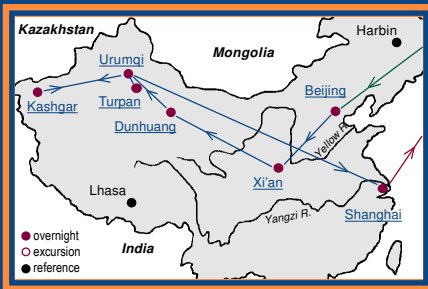 Kazakhstan
Harbin
Mongolia
Urumqi
Beijing
Kashgar
Turpan
Dunhuang
Yellow R.
Xi'an
Lhasa
Yangzi R.
Shanghai
India
overnight
excursion
reference